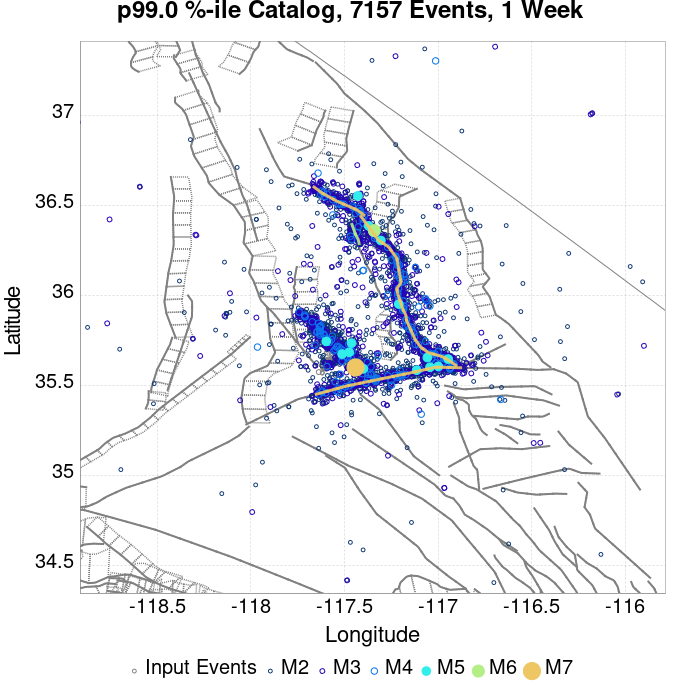 p99.0 %-ile Catalog, 7157 Events, 1 Week
37
36.5
36
35.5
35
34.5
Latitude
-118.5 -118 -117.5 -117 -116.5 -116
Longitude
Input Events M2 M3 M4 M5 M6 M7